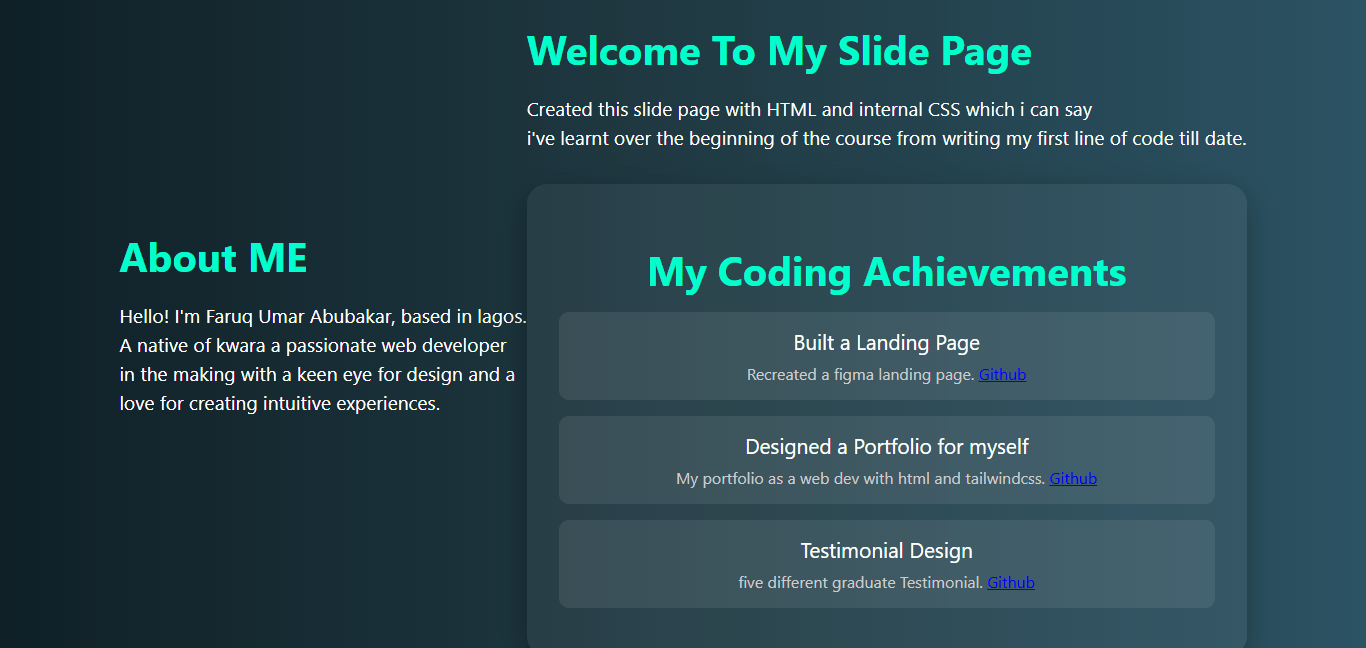 Welcome To My Slide Page
Created this slide page with HTML and internal CSS which i can say
i've learnt over the beginning of the course from writing my first line of code till date.
About ME
Hello! I'm Faruq Umar Abubakar, based in lagos.
A native of kwara a passionate web developer
in the making with a keen eye for design and a
love for creating intuitive experiences.
My Coding Achievements
Built a Landing Page
Recreated a figma landing page. Github
Designed a Portfolio for myself
My portfolio as a web dev with html and tailwindcss. Github
Testimonial Design
five different graduate Testimonial. Github